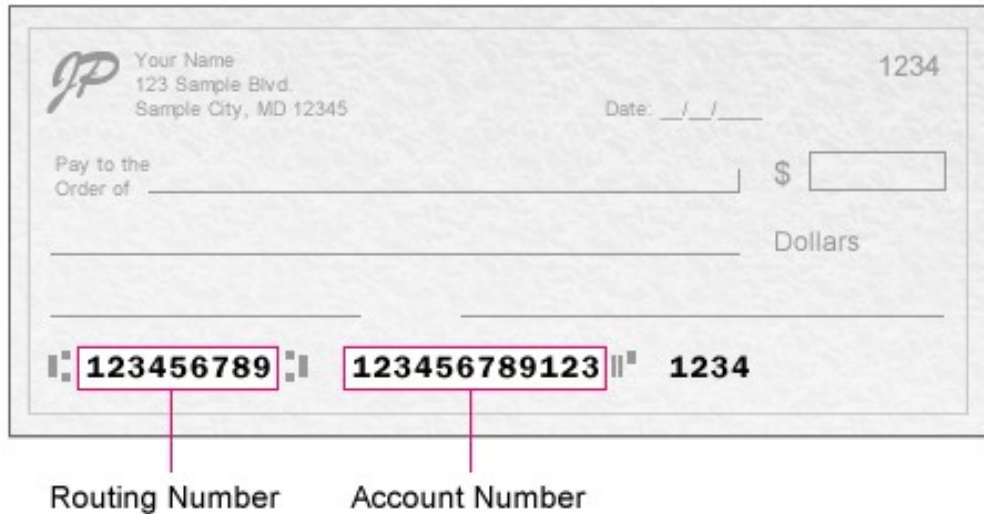 JP
Your Name
123 Sample Blvd.
Sample City, MD 12345
1234
Date: __/__/____
Pay to the
Order of
$
Dollars
123456789 123456789123 1234
Routing Number Account Number